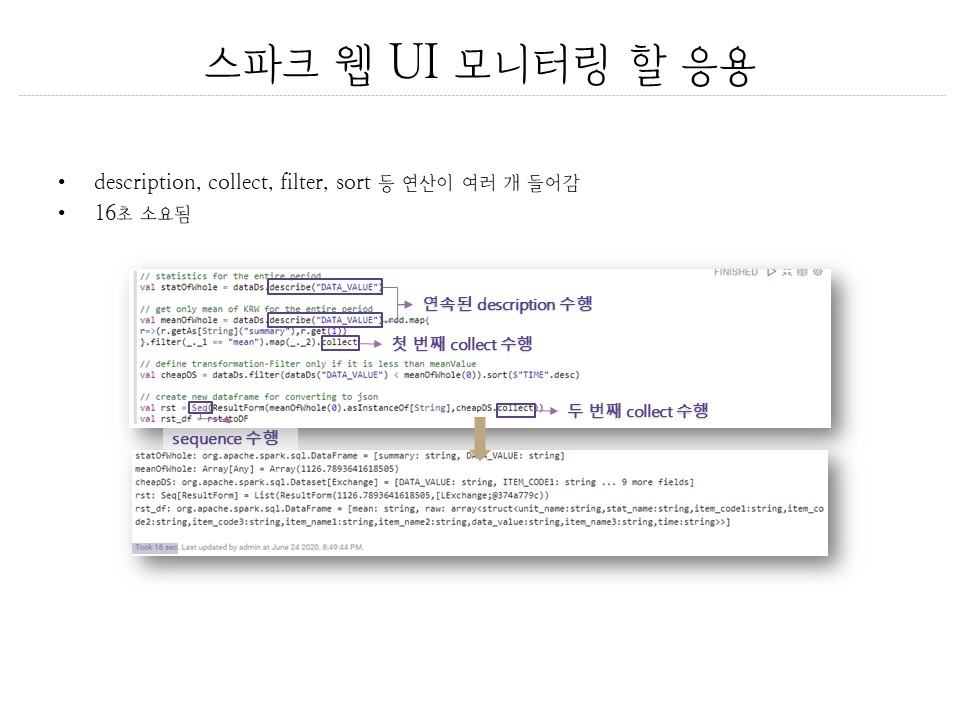 스파크 웹 UI 모니터링 할 응용
• description, collect, filter, sort 등 연산이 여러 개 들어감
• 16초 소요됨
FINISHED
// statistics for the entire period
val statOfWhole = dataDs.describe("DATA_VALUE")
연속된 description 수행
// get only mean of KRW for the entire period
val meanOfWhole = dataDs.describe("DATA_VALUE").rdd.map{
r=>(r.getAs[String]("summary"),r.get(1))
}.filter(_._1 == "mean").map(_._2).collect
첫 번째 collect 수행
// define transformation-Filter only if it is less than meanValue
val cheapDS = dataDs.filter(dataDs("DATA_VALUE") < meanOfWhole(0)).sort($"TIME".desc)
// create new dataframe for converting to json
val rst = Seq(ResultForm(meanOfWhole(0).asInstanceOf[String],cheapDS.collect))
두 번째 collect 수행
val rst_df = rst.toDF
sequence 수행
statOfWhole: org.apache.spark.sql.DataFrame = [summary: string, DATA_VALUE: string]
meanOfWhole: Array[Any] = Array(1126.7893641618505)
cheapDS: org.apache.spark.sql.Dataset[Exchange] = [DATA_VALUE: string, ITEM_CODE1: string ... 9 more fields]
rst: Seq[ResultForm] = List(ResultForm(1126.7893641618505,[LExchange;@374a779c))
rst_df: org.apache.spark.sql.DataFrame = [mean: string, raw: array<struct<unit_name:string,stat_name:string,item_code1:string,item_co
de2:string,item_code3:string,item_name1:string,item_name2:string,data_value:string,item_name3:string,time:string>>]
Took 16 sec. Last updated by admin at June 24 2020, 8:49:44 PM.